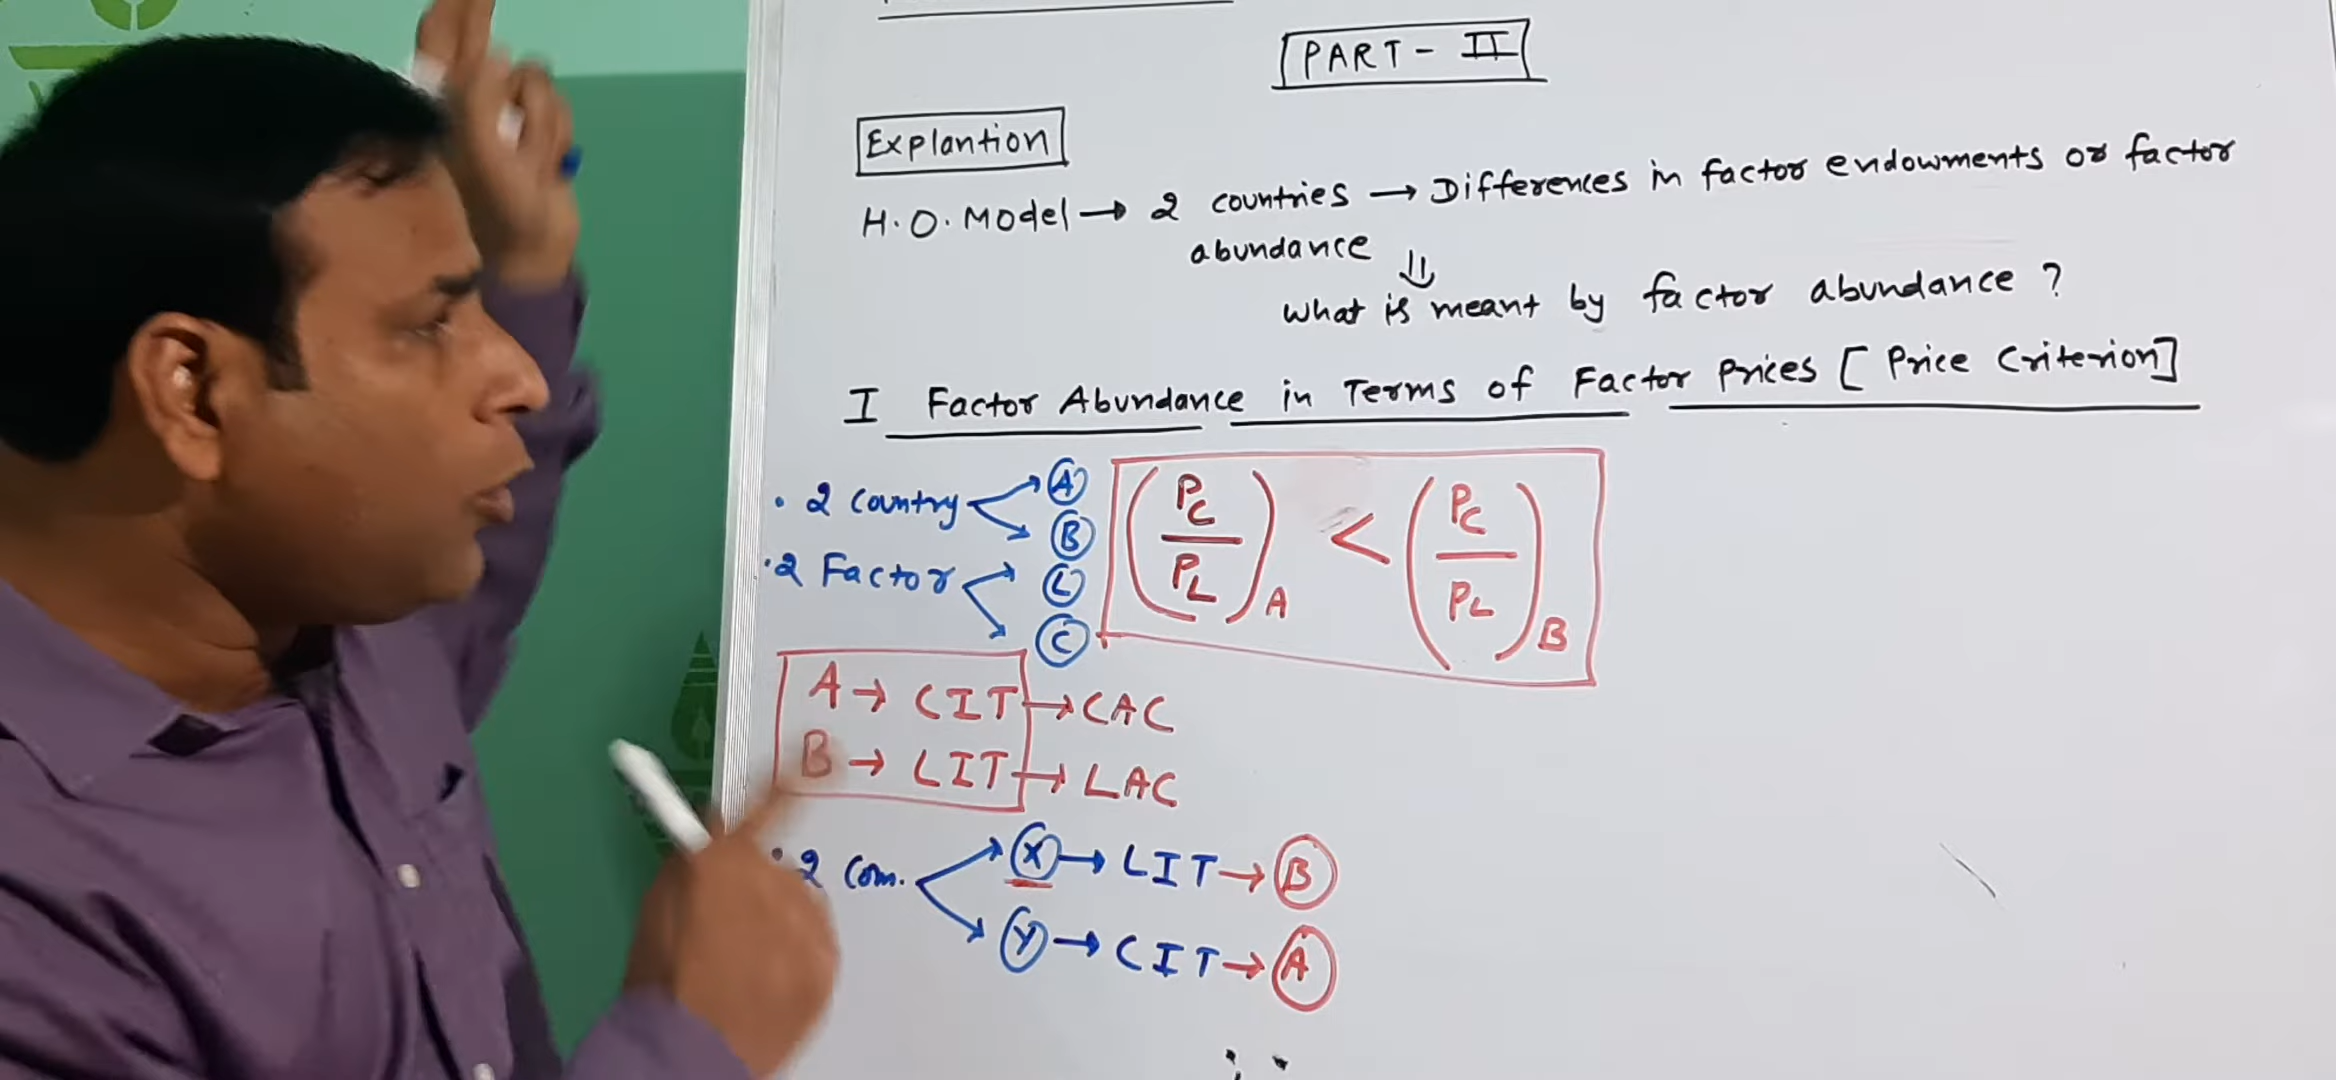 PART - II
Explantion
H.O. Model → 2 countries → Differences in factor endowments or factor
abundance ⇓
what is meant by factor abundance ?
I Factor Abundance in Terms of Factor Prices [Price Criterion]
• 2 Country A
B
(PC/PL)A < (PC/PL)B
• 2 Factor L
C
A → CIT → CAC
B → LIT → LAC
• 2 Com. X → LIT → B
Y → CIT → A